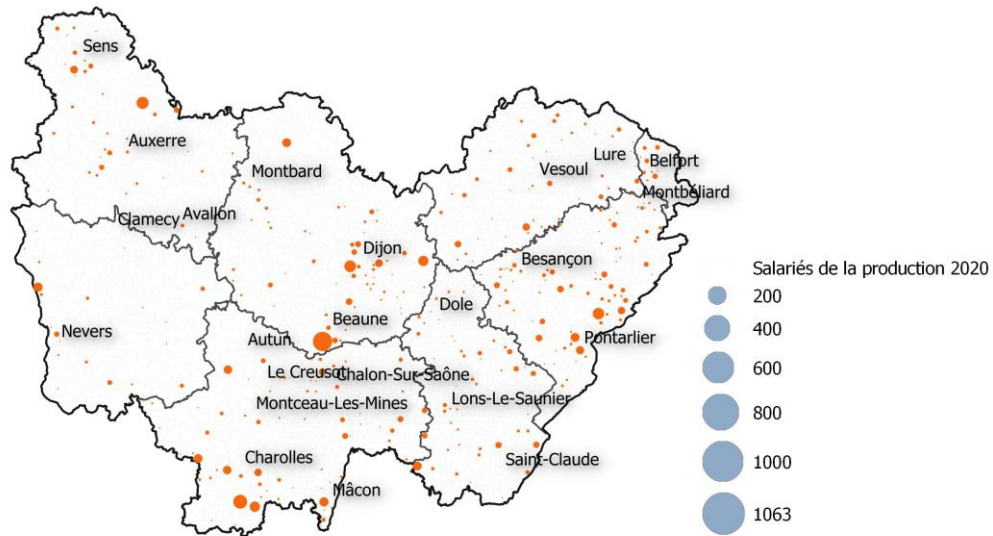 Sens
Auxerre
Montbard
Vesoul
Lure
Belfort
Montbéliard
Clamecy
Avallon
Dijon
Besançon
Salariés de la production 2020
200
400
600
800
1000
1063
Dole
Nevers
Beaune
Autun
Pontarlier
Le Creusot
Chalon-Sur-Saône
Montceau-Les-Mines
Lons-Le-Saunier
Charolles
Saint-Claude
Mâcon